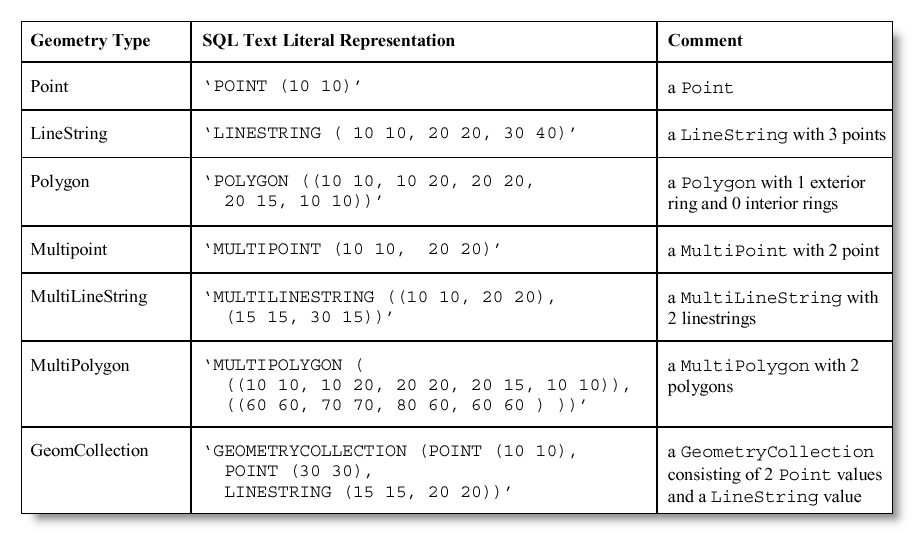 Geometry Type SQL Text Literal Representation Comment
Point ‘POINT (10 10)’ a Point
LineString ‘LINESTRING ( 10 10, 20 20, 30 40)’ a LineString with 3 points
Polygon ‘POLYGON ((10 10, 10 20, 20 20, a Polygon with 1 exterior
20 15, 10 10))’ ring and 0 interior rings
Multipoint ‘MULTIPOINT (10 10, 20 20)’ a MultiPoint with 2 point
MultiLineString ‘MULTILINESTRING ((10 10, 20 20), a MultiLineString with
(15 15, 30 15))’ 2 linestrings
MultiPolygon ‘MULTIPOLYGON ( a MultiPolygon with 2
((10 10, 10 20, 20 20, 20 15, 10 10)), polygons
((60 60, 70 70, 80 60, 60 60 ) ))’
GeomCollection ‘GEOMETRYCOLLECTION (POINT (10 10), a GeometryCollection
POINT (30 30), consisting of 2 Point values
LINESTRING (15 15, 20 20))’ and a LineString value